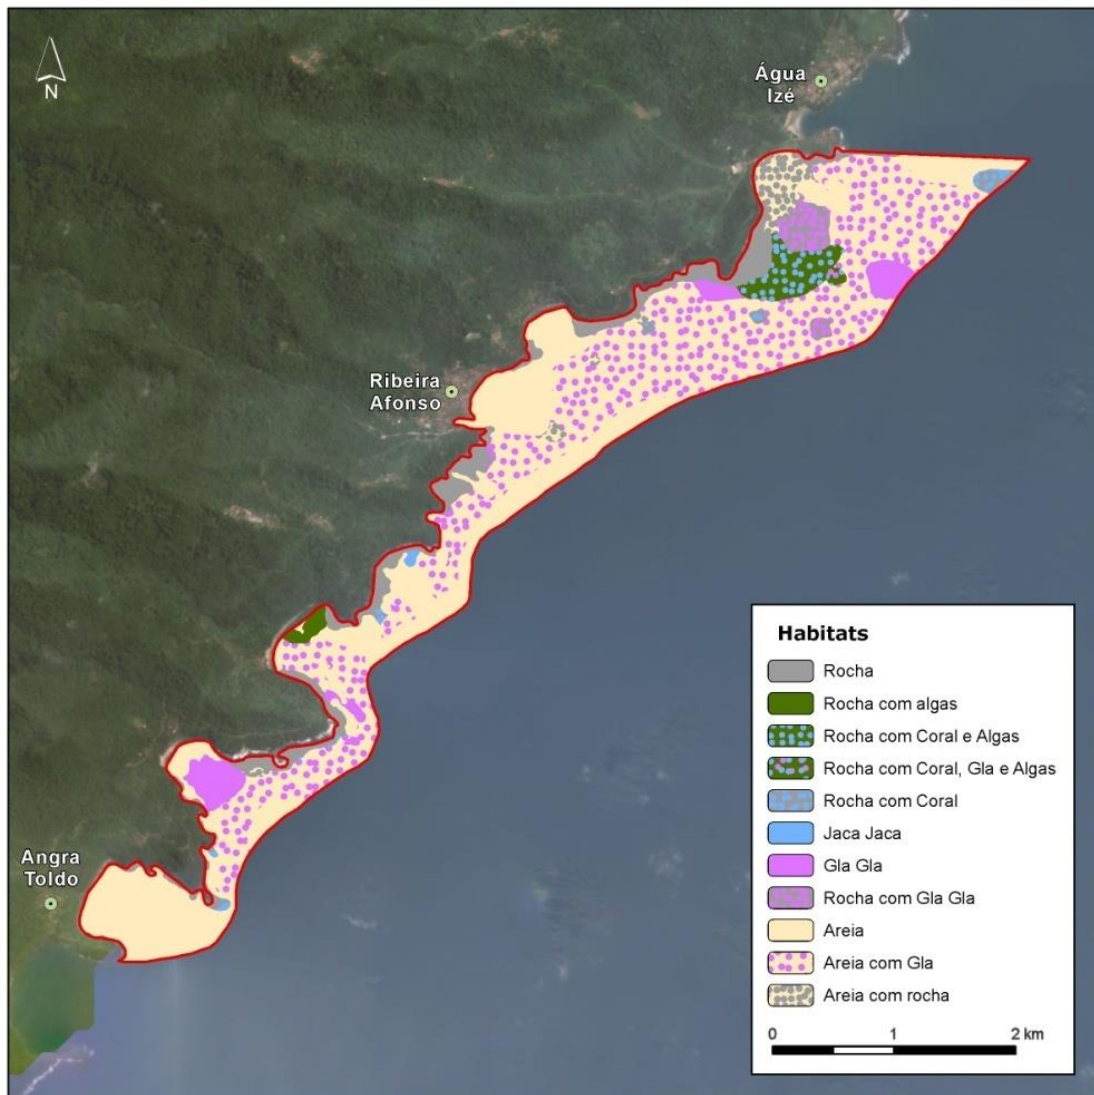 N
Água
Izé
Ribeira
Afonso
Angra
Toldo
Habitats
Rocha
Rocha com algas
Rocha com Coral e Algas
Rocha com Coral, Gla e Algas
Rocha com Coral
Jaca Jaca
Gla Gla
Rocha com Gla Gla
Areia
Areia com Gla
Areia com rocha
0 1 2 km